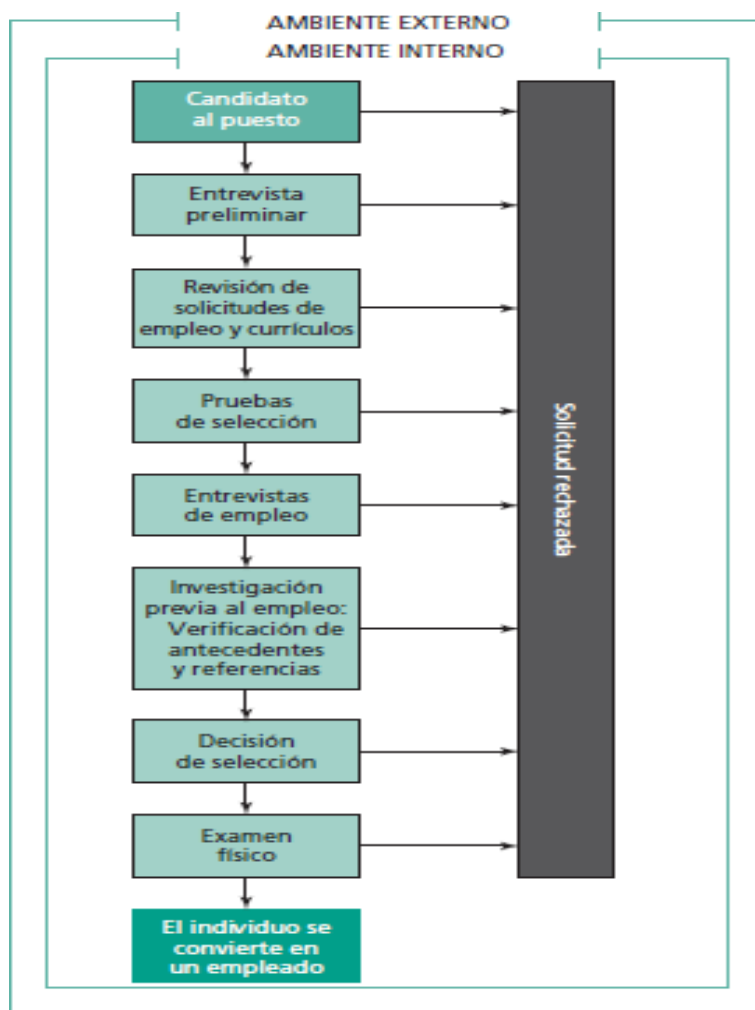 AMBIENTE EXTERNO
AMBIENTE INTERNO
Candidato
al puesto
Entrevista
preliminar
Revisión de
solicitudes de
empleo y currículos
Pruebas
de selección
Entrevistas
de empleo
Investigación
previa al empleo:
Verificación de
antecedentes
y referencias
Decisión
de selección
Examen
físico
El individuo se
convierte en
un empleado
Solicitud rechazada